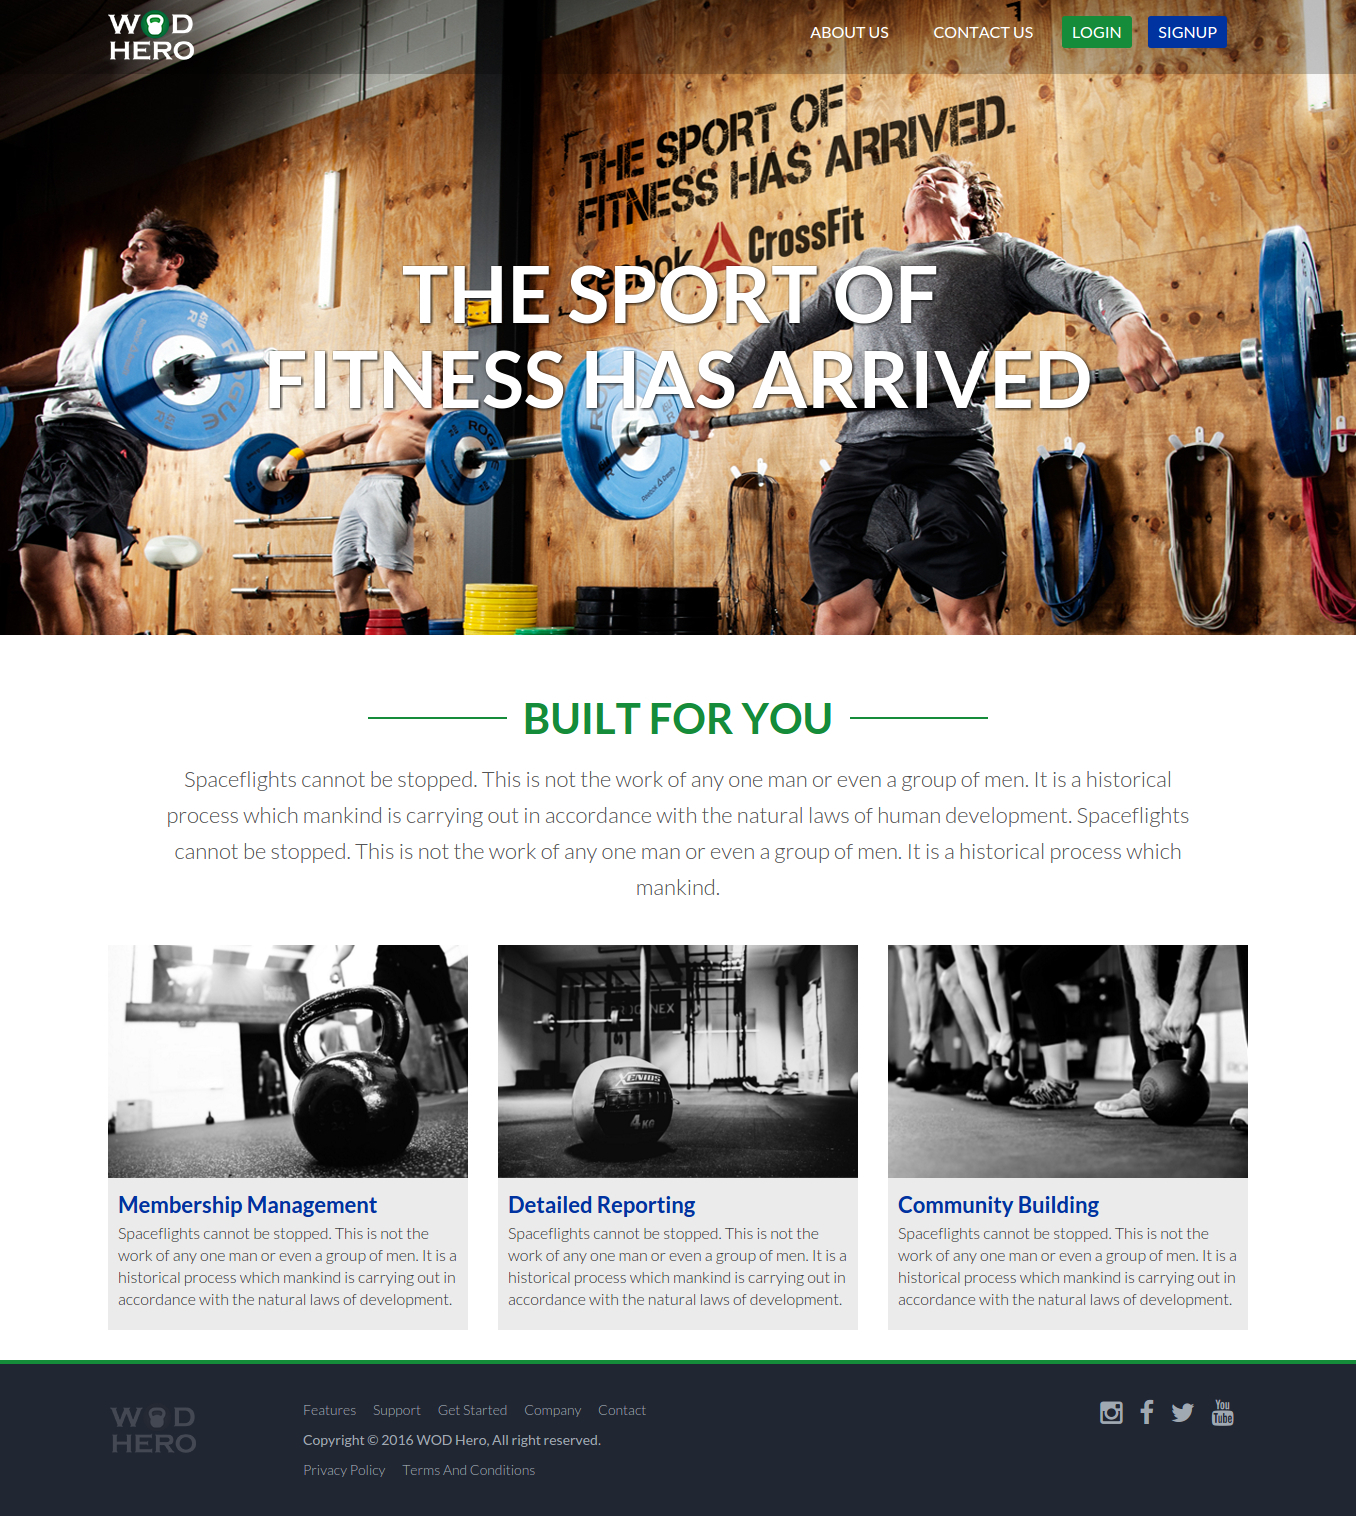 WOD
HERO
ABOUT US
CONTACT US
LOGIN
SIGNUP
THE SPORT OF
FITNESS HAS ARRIVED.
CrossFit
THE SPORT OF
FITNESS HAS ARRIVED
ROGUE
BUILT FOR YOU
Spaceflights cannot be stopped. This is not the work of any one man or even a group of men. It is a historical
process which mankind is carrying out in accordance with the natural laws of human development. Spaceflights
cannot be stopped. This is not the work of any one man or even a group of men. It is a historical process which
mankind.
XENIOS
4 KG
Membership Management
Spaceflights cannot be stopped. This is not the
work of any one man or even a group of men. It is a
historical process which mankind is carrying out in
accordance with the natural laws of development.
Detailed Reporting
Spaceflights cannot be stopped. This is not the
work of any one man or even a group of men. It is a
historical process which mankind is carrying out in
accordance with the natural laws of development.
Community Building
Spaceflights cannot be stopped. This is not the
work of any one man or even a group of men. It is a
historical process which mankind is carrying out in
accordance with the natural laws of development.
WOD
HERO
Features Support Get Started Company Contact
Copyright © 2016 WOD Hero, All right reserved.
Privacy Policy Terms And Conditions
You
Tube